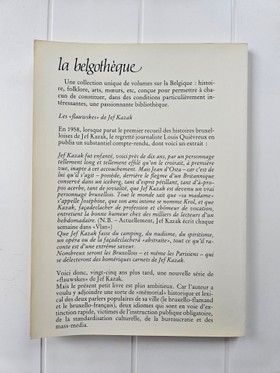 la belgothèque
Une collection unique de volumes sur la Belgique : histoi-
re, folklore, arts, mœurs, etc, conçue pour permettre à cha-
cun de constituer, dans des conditions particulièrement in-
téressantes, une passionnante bibliothèque.
Les «flauwskes» de Jef Kazak
En 1958, lorsque parut le premier recueil des histoires bruxel-
loises de Jef Kazak, le regretté journaliste Louis Quiévreux en
publia un substantiel compte-rendu, dont voici un extrait :
Jef Kazak fut enfanté, voici près de dix ans, par un personnage
tellement long et tellement effilé qu'on le croirait, à première
vue, inapte à cet accouchement. Mais Jean d'Osta — car c'est de
lui qu'il s'agit — possède, derrière le flegme d'un Britannique
conservé dans un iceberg, tant d'esprit pétillant, tant d'à-pro-
pos acerbe, tant de jovialité, que Jef Kazak est devenu un vrai
personnage bruxellois. Tout le monde sait que «sa madame»
s'appelle Joséphine, que son ami intime se nomme Krol, et que
Kazak, façadeclacher de profession et chômeur de vocation,
entretient la bonne humeur chez des milliers de lecteurs d'un
hebdomadaire. (N.B. – Actuellement, Jef Kazak écrit chaque
semaine dans «Vlan»)
Que Jef Kazak fasse du camping, du nudisme, du spiritisme,
un opéra ou de la façadeclacherâ «abstraite», tout ce qu'il ra-
conte est d'une extrême saveur.
Nombreux seront les Bruxellois – et même les Parisiens – qui
se délecteront des homériques carnets de Jef Kazak.
Voici donc, vingt-cinq ans plus tard, une nouvelle série de
«flauwskes» de Jef Kazak.
Mais le présent petit livre est plus ambitieux. Car l'auteur a
voulu y adjoindre une sorte de «mémorial» historique et lexi-
cal des deux parlers populaires de sa ville (le bruxello-flamand
et le bruxello-français), deux idiomes qui sont en voie d'ex-
tinction rapide, victimes de l'instruction publique obligatoire,
de la standardisation culturelle, de la bureaucratie et des
mass-media.